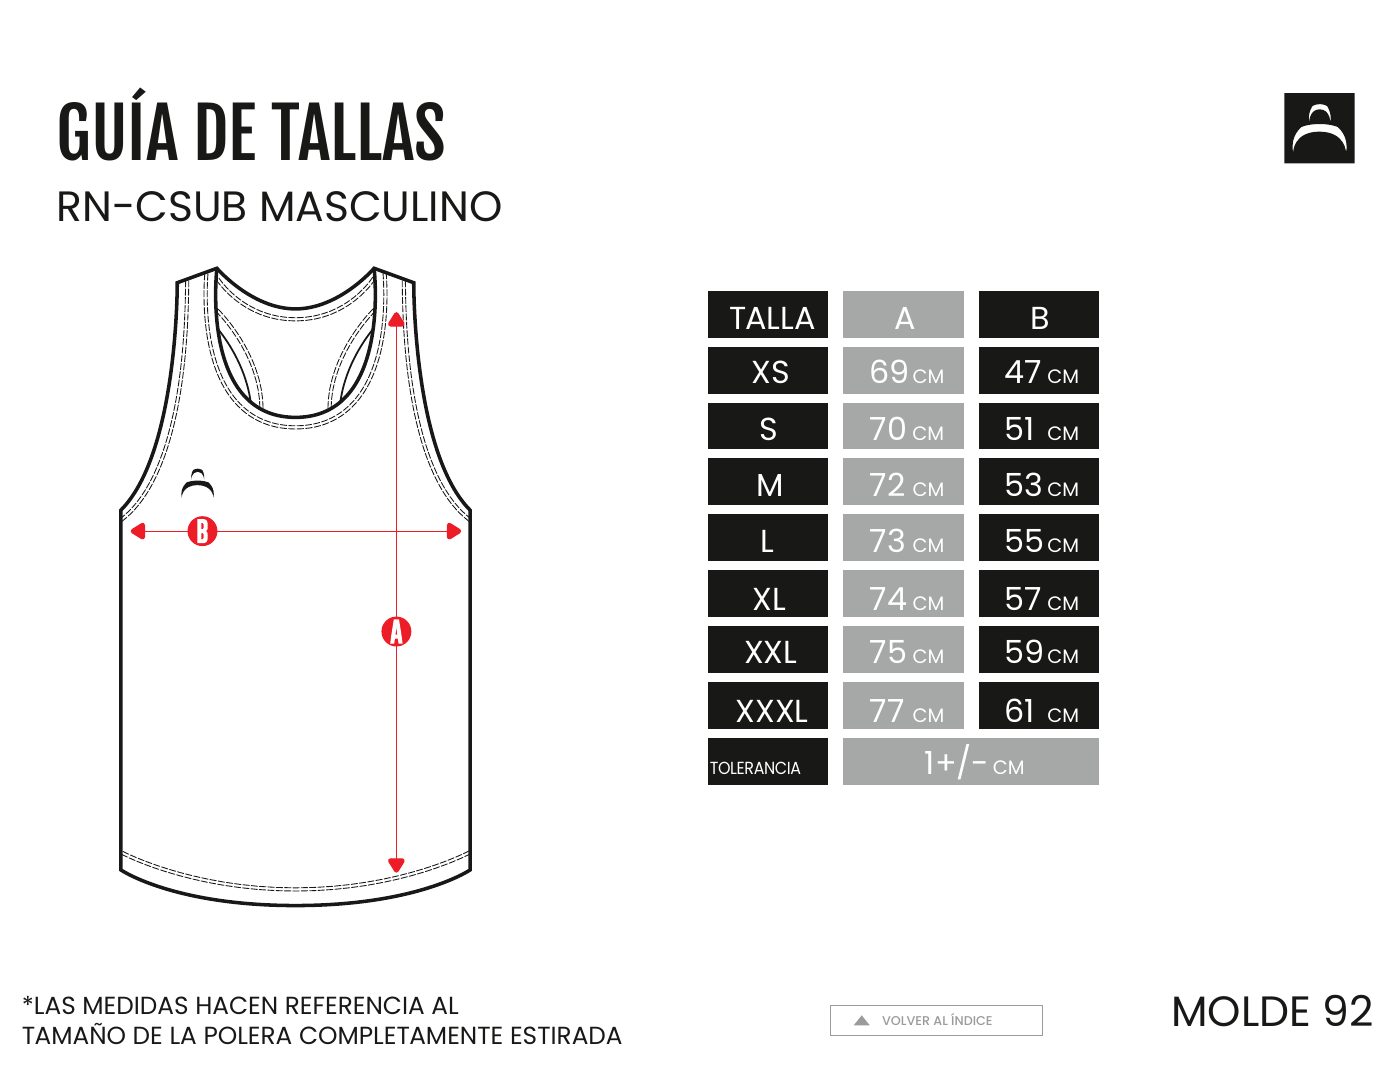 GUÍA DE TALLAS
RN-CSUB MASCULINO
TALLA A B
XS 69 CM 47 CM
S 70 CM 51 CM
M 72 CM 53 CM
L 73 CM 55 CM
XL 74 CM 57 CM
XXL 75 CM 59 CM
XXXL 77 CM 61 CM
TOLERANCIA 1+/- CM
B
A
*LAS MEDIDAS HACEN REFERENCIA AL
TAMAÑO DE LA POLERA COMPLETAMENTE ESTIRADA
VOLVER AL ÍNDICE
MOLDE 92